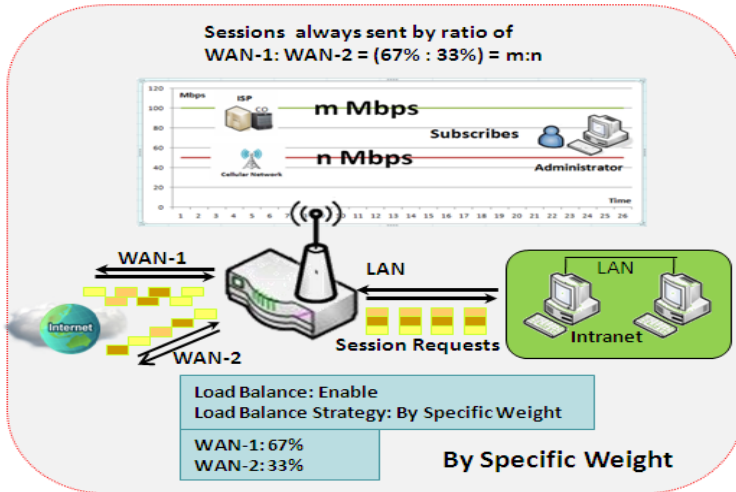 Sessions always sent by ratio of
WAN-1: WAN-2 = (67% : 33%) = m:n
120
Mbps
ISP
CO
100
m Mbps
80
Subscribes
60
n Mbps
40
Cellular Network
Administrator
20
Time
0
1 2 3 4 5 6 7 8 9 10 11 12 13 14 15 16 17 18 19 20 21 22 23 24 25 26
WAN-1
LAN
LAN
Internet
Intranet
Session Requests
WAN-2
Load Balance: Enable
Load Balance Strategy: By Specific Weight
WAN-1: 67%
WAN-2: 33%
By Specific Weight